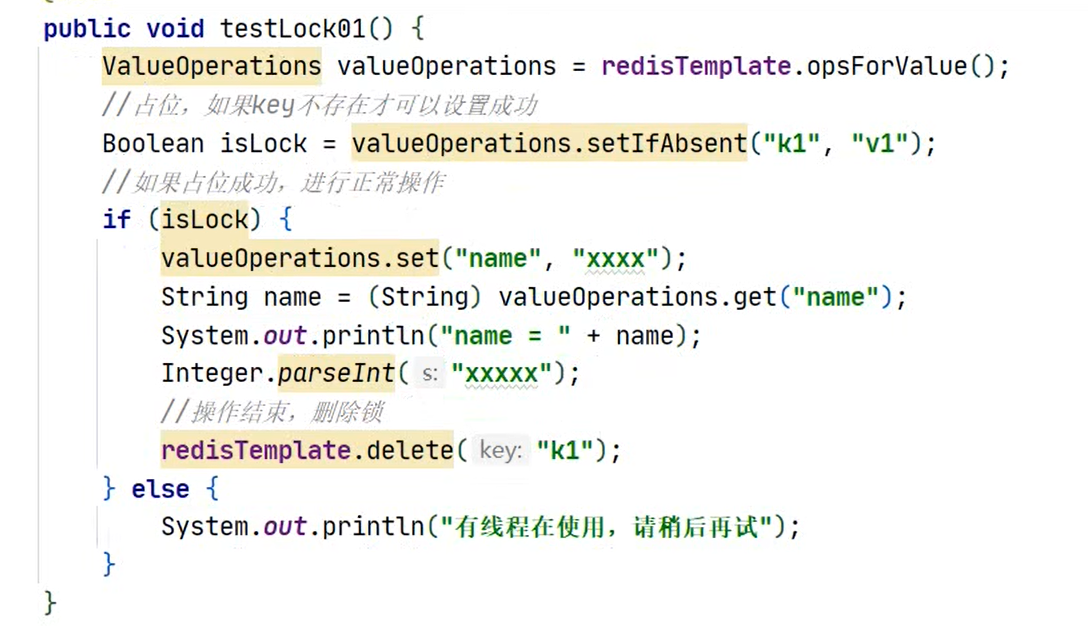 public void testLock01() {
ValueOperations valueOperations = redisTemplate.opsForValue();
//占位，如果key不存在才可以设置成功
Boolean isLock = valueOperations.setIfAbsent("k1", "v1");
//如果占位成功，进行正常操作
if (isLock) {
valueOperations.set("name", "xxxx");
String name = (String) valueOperations.get("name");
System.out.println("name = " + name);
Integer.parseInt( s: "xxxxx");
//操作结束，删除锁
redisTemplate.delete( key: "k1");
} else {
System.out.println("有线程在使用，请稍后再试");
}
}